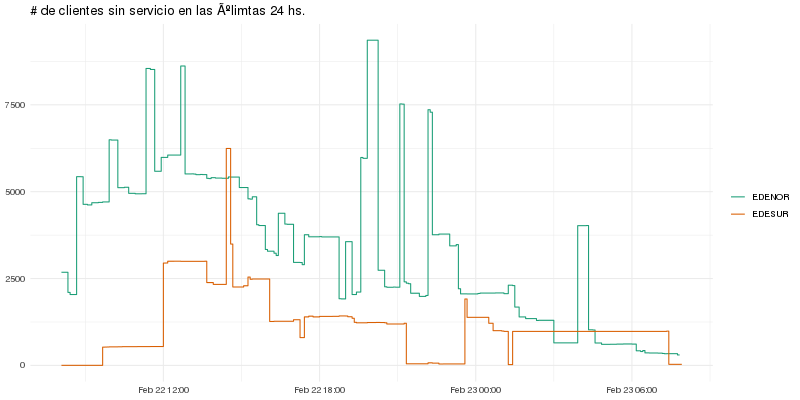 # de clientes sin servicio en las Ãºlimtas 24 hs.
7500
5000
2500
0
Feb 22 12:00
Feb 22 18:00
Feb 23 00:00
Feb 23 06:00
EDENOR
EDESUR